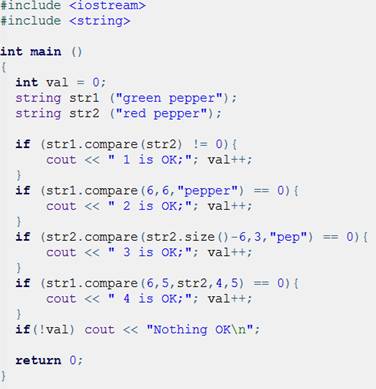 #include <iostream>
#include <string>
int main ()
{
int val = 0;
string str1 ("green pepper");
string str2 ("red pepper");
if (str1.compare(str2) != 0){
cout << " 1 is OK;"; val++;
}
if (str1.compare(6,6,"pepper") == 0){
cout << " 2 is OK;"; val++;
}
if (str2.compare(str2.size()-6,3,"pep") == 0){
cout << " 3 is OK;"; val++;
}
if (str1.compare(6,5,str2,4,5) == 0){
cout << " 4 is OK;"; val++;
}
if(!val) cout << "Nothing OK\n";
return 0;
}